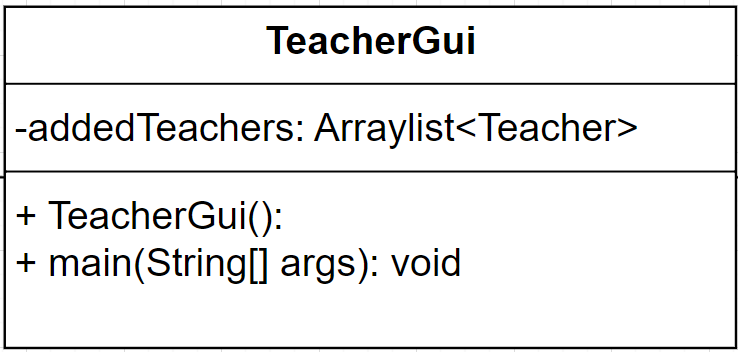 TeacherGui
-addedTeachers: Arraylist<Teacher>
+ TeacherGui():
+ main(String[] args): void